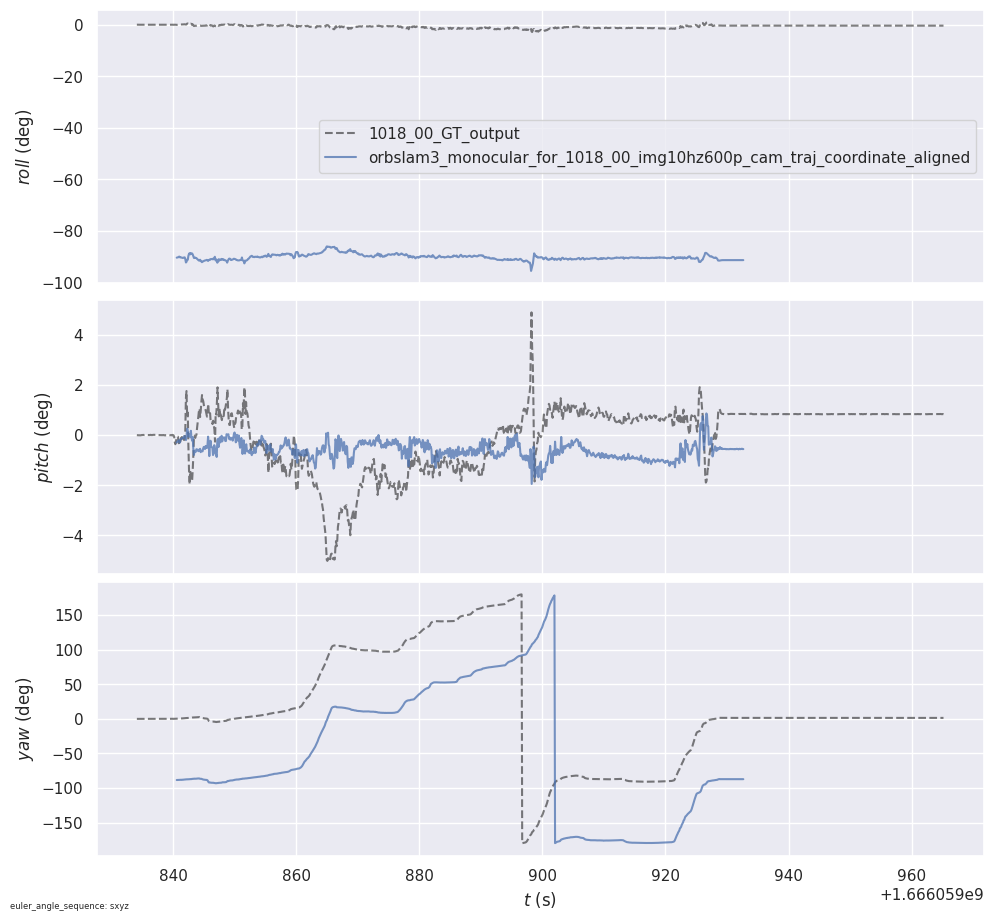 0
−20
−40
−60
−80
−100
roll (deg)
1018_00_GT_output
orbslam3_monocular_for_1018_00_img10hz600p_cam_traj_coordinate_aligned
4
2
0
−2
−4
pitch (deg)
150
100
50
0
−50
−100
−150
yaw (deg)
840 860 880 900 920 940 960
+1.666059e9
t (s)
euler_angle_sequence: sxyz